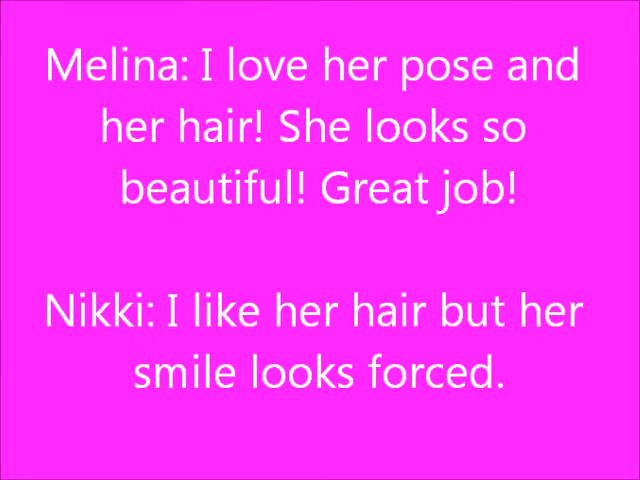 Melina: I love her pose and
her hair! She looks so
beautiful! Great job!
Nikki: I like her hair but her
smile looks forced.